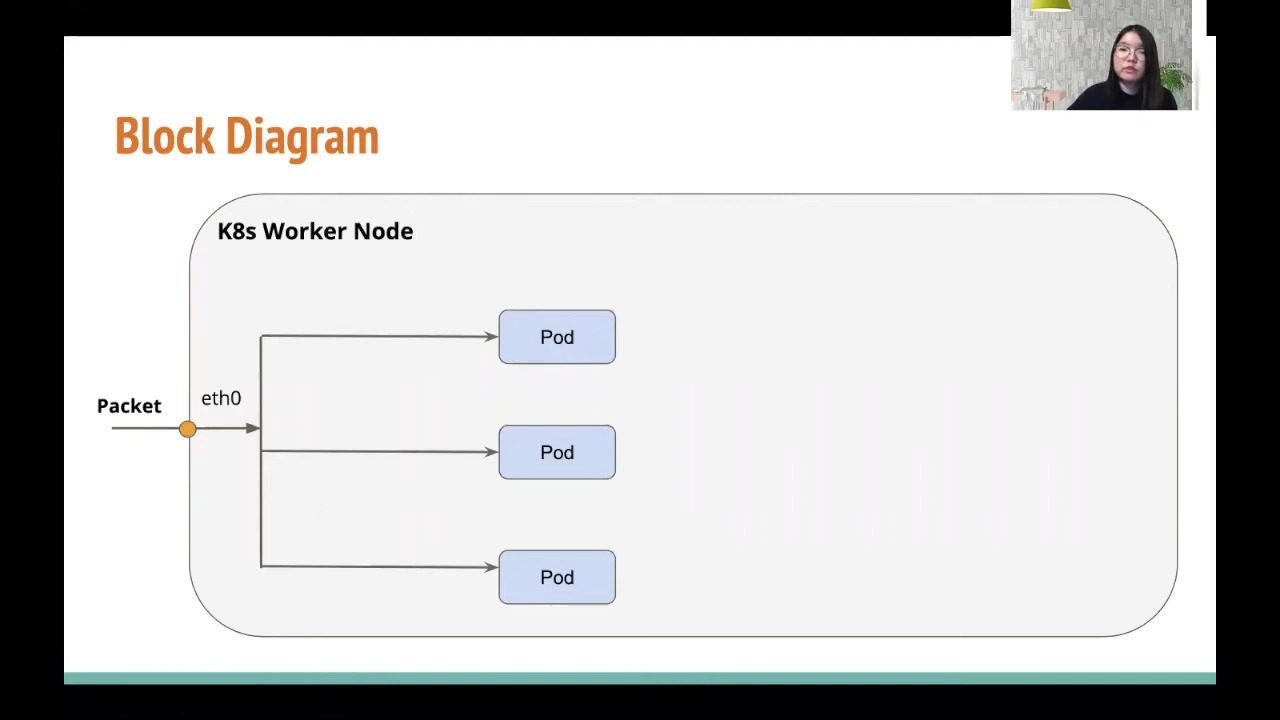 Block Diagram
K8s Worker Node
Pod
eth0
Packet
Pod
Pod